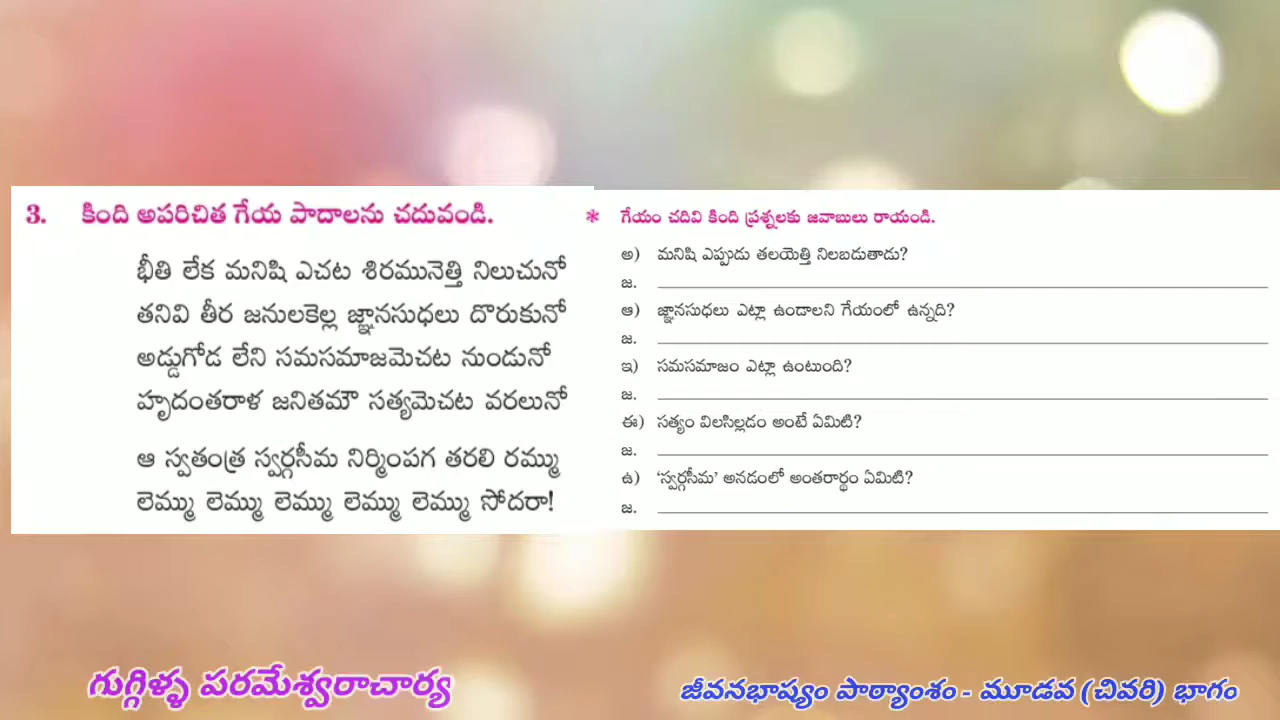 3. కింది అపరిచిత గేయ పాదాలను చదువండి.
భీతి లేక మనిషి ఎచట శిరమునెత్తి నిలుచునో
తనివి తీర జనులకెల్ల జ్ఞానసుధలు దొరుకునో
అడ్డుగోడ లేని సమసమాజమెచట నుండునో
హృదంతరాళ జనితమౌ సత్యమెచట వరలునో
ఆ స్వతంత్ర స్వర్గసీమ నిర్మింపగ తరలి రమ్ము
లెమ్ము లెమ్ము లెమ్ము లెమ్ము లెమ్ము సోదరా!
* గేయం చదివి కింది ప్రశ్నలకు జవాబులు రాయండి.
అ) మనిషి ఎప్పుడు తలయెత్తి నిలబడుతాడు?
జ.
ఆ) జ్ఞానసుధలు ఎట్లా ఉండాలని గేయంలో ఉన్నది?
జ.
ఇ) సమసమాజం ఎట్లా ఉంటుంది?
జ.
ఈ) సత్యం విలసిల్లడం అంటే ఏమిటి?
జ.
ఉ) ‘స్వర్గసీమ’ అనడంలో అంతరార్థం ఏమిటి?
జ.
గుగ్గిళ్ళ పరమేశ్వరాచార్య
జీవనభాష్యం పాఠ్యాంశం - మూడవ (చివరి) భాగం